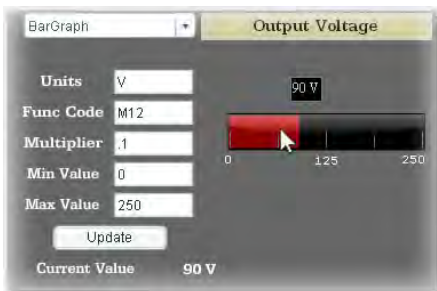 BarGraph
Output Voltage
Units V
90 V
Func Code M12
Multiplier .1
0 125 250
Min Value 0
Max Value 250
Update
Current Value 90 V